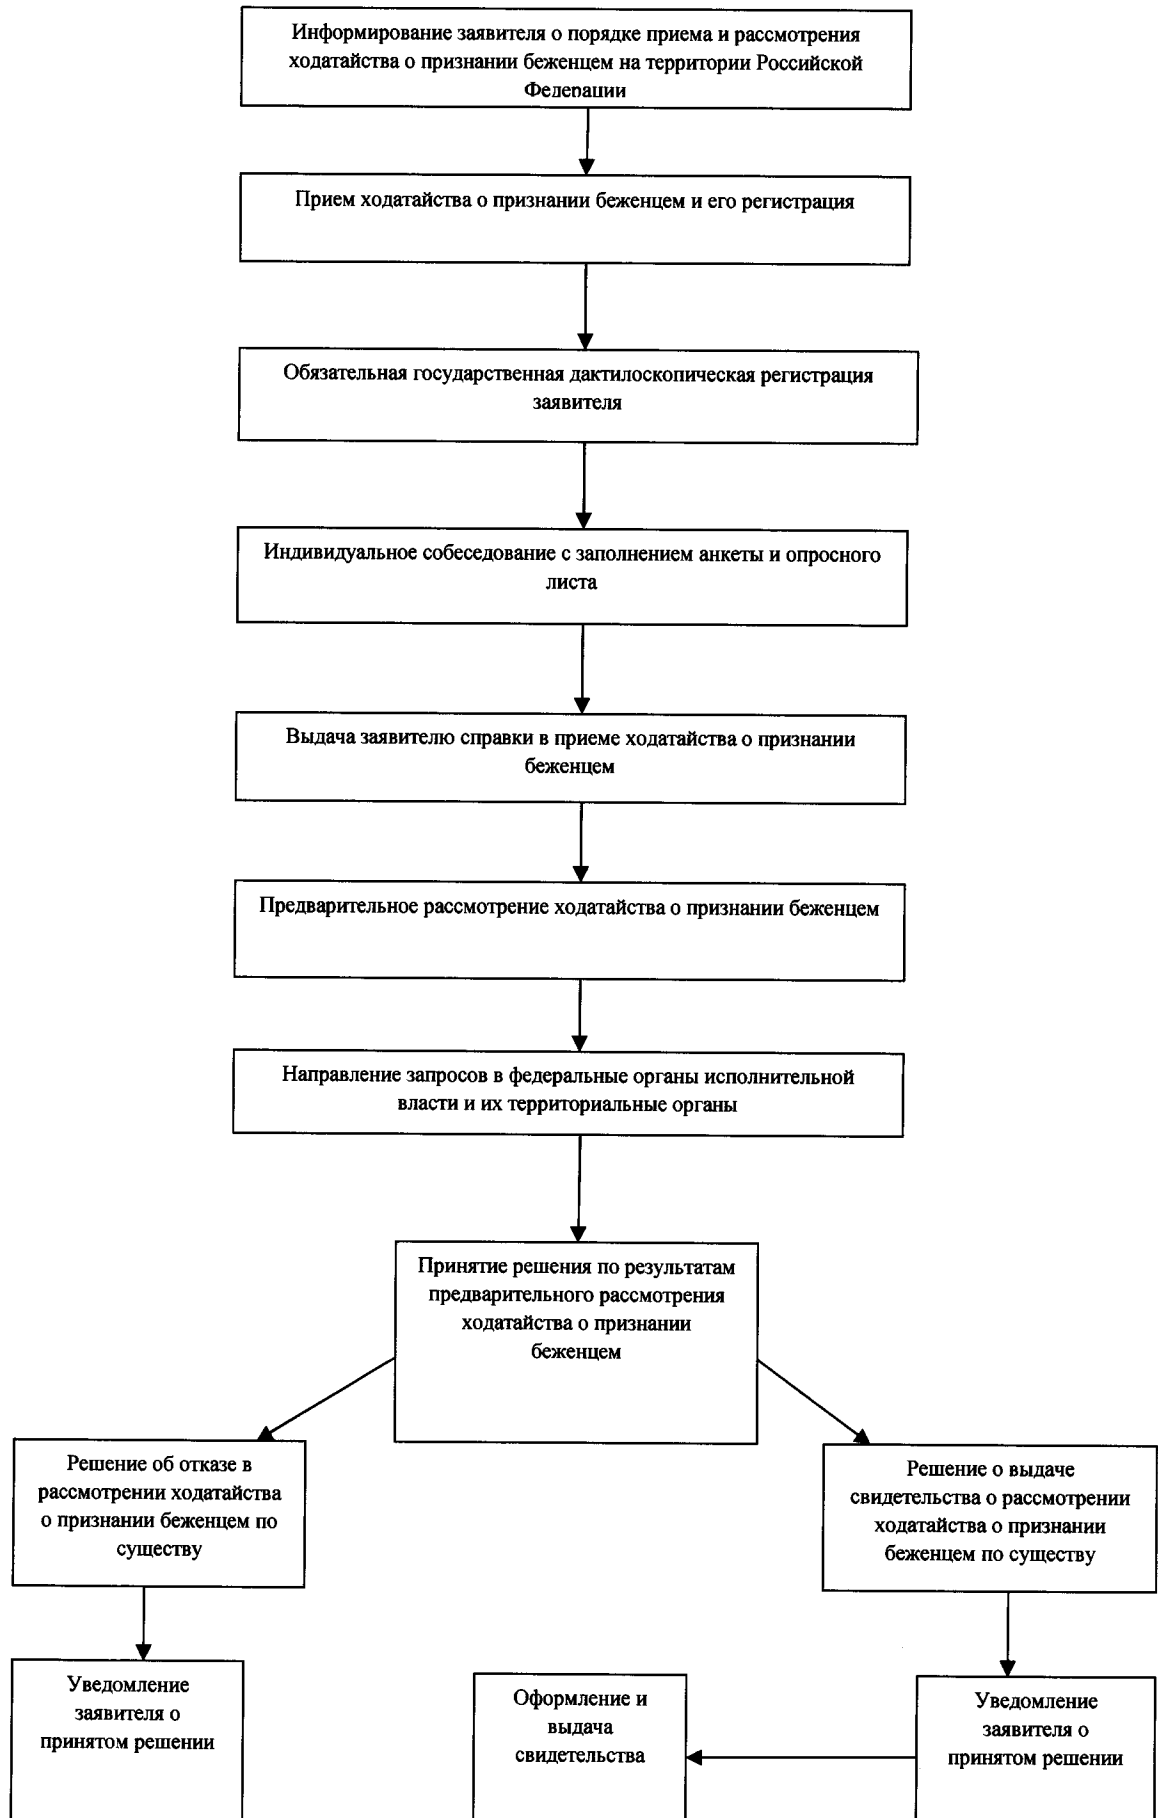 Информирование заявителя о порядке приема и рассмотрения
ходатайства о признании беженцем на территории Российской
Федерации
Прием ходатайства о признании беженцем и его регистрация
Обязательная государственная дактилоскопическая регистрация
заявителя
Индивидуальное собеседование с заполнением анкеты и опросного
листа
Выдача заявителю справки в приеме ходатайства о признании
беженцем
Предварительное рассмотрение ходатайства о признании беженцем
Направление запросов в федеральные органы исполнительной
власти и их территориальные органы
Принятие решения по результатам
предварительного рассмотрения
ходатайства о признании
беженцем
Решение об отказе в
рассмотрении ходатайства
о признании беженцем по
существу
Решение о выдаче
свидетельства о рассмотрении
ходатайства о признании
беженцем по существу
Уведомление
заявителя о
принятом решении
Оформление и
выдача
свидетельства
Уведомление
заявителя о
принятом решении